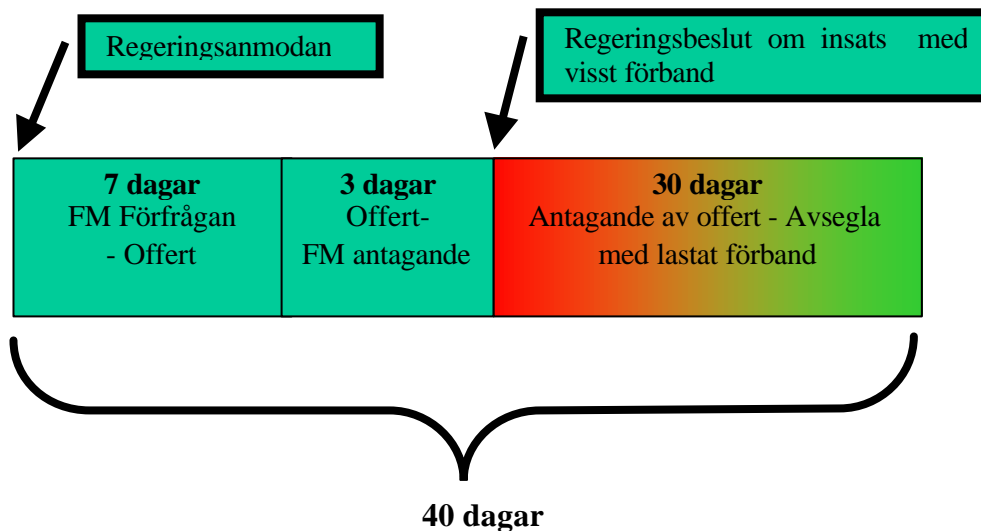 Regeringsanmodan
Regeringsbeslut om insats med
visst förband
7 dagar
FM Förfrågan
- Offert
3 dagar
Offert-
FM antagande
30 dagar
Antagande av offert - Avsegla
med lastat förband
40 dagar